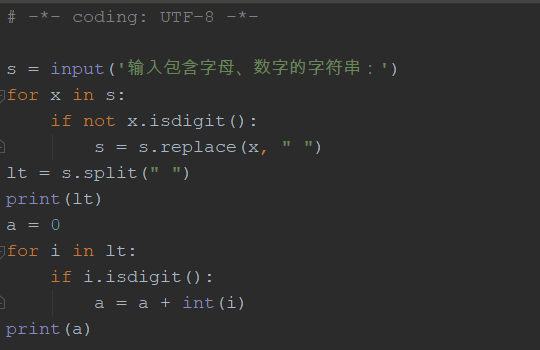 # -*- coding: UTF-8 -*-
s = input('输入包含字母、数字的字符串：')
for x in s:
    if not x.isdigit():
        s = s.replace(x, " ")
lt = s.split(" ")
print(lt)
a = 0
for i in lt:
    if i.isdigit():
        a = a + int(i)
print(a)